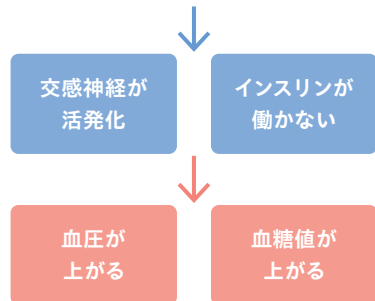 交感神経が
活発化
インスリンが
働かない
血圧が
上がる
血糖値が
上がる